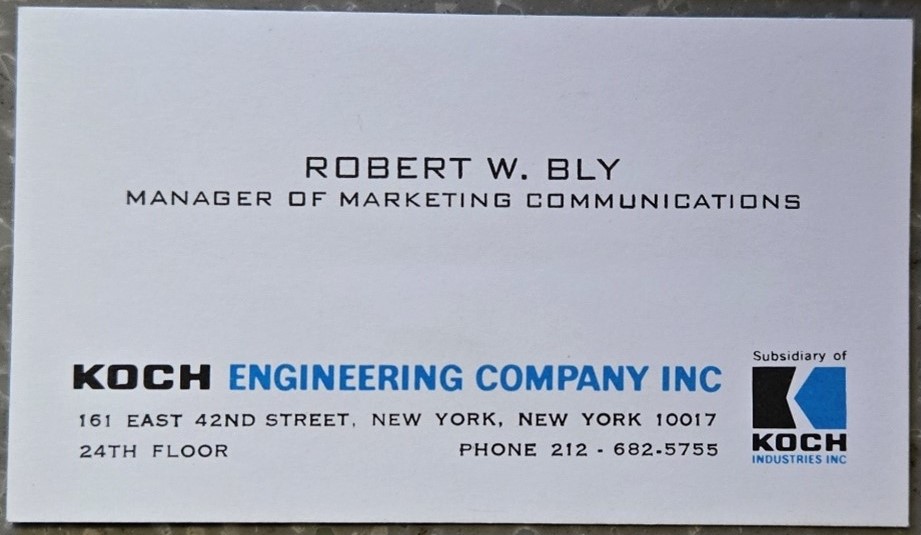 ROBERT W. BLY
MANAGER OF MARKETING COMMUNICATIONS
KOCH ENGINEERING COMPANY INC
161 EAST 42ND STREET, NEW YORK, NEW YORK 10017
24TH FLOOR PHONE 212 - 682-5755
Subsidiary of
KOCH
INDUSTRIES INC